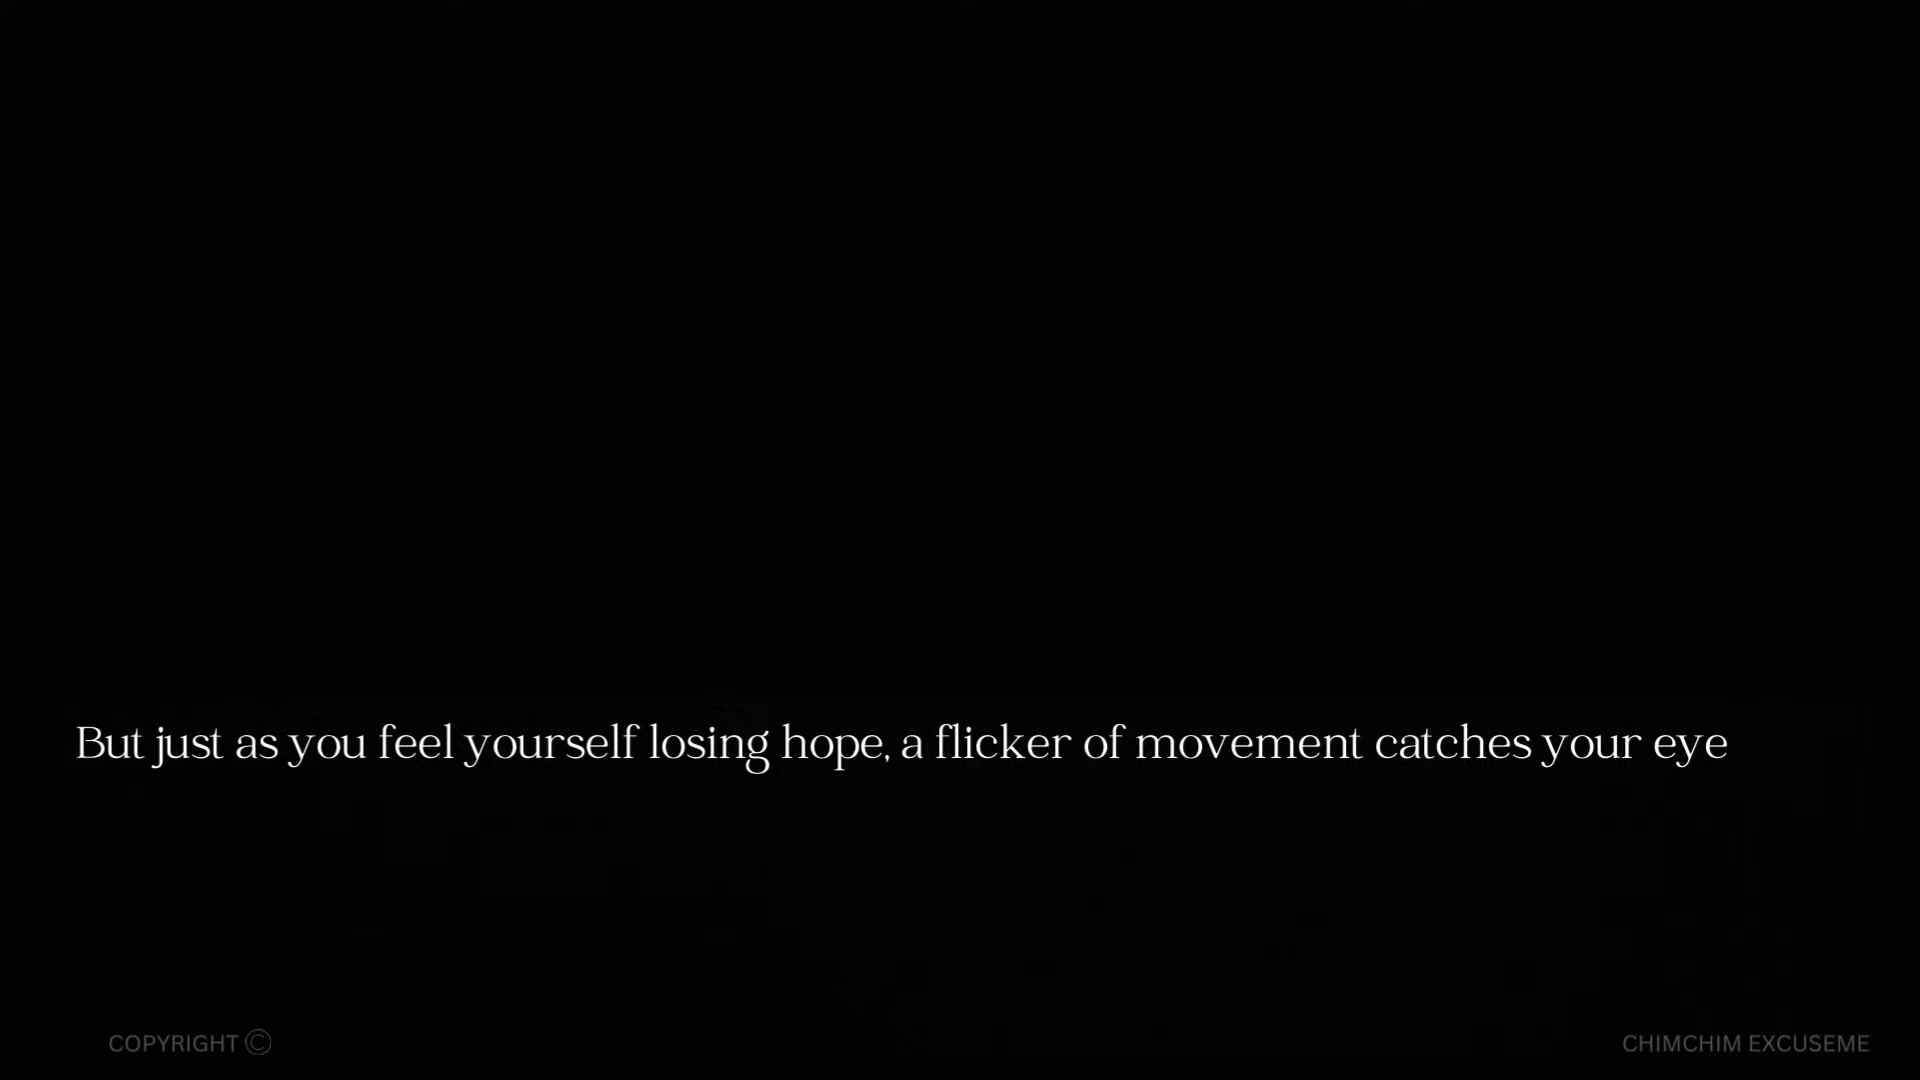 But just as you feel yourself losing hope, a flicker of movement catches your eye
COPYRIGHT ©
CHIMCHIM EXCUSEME